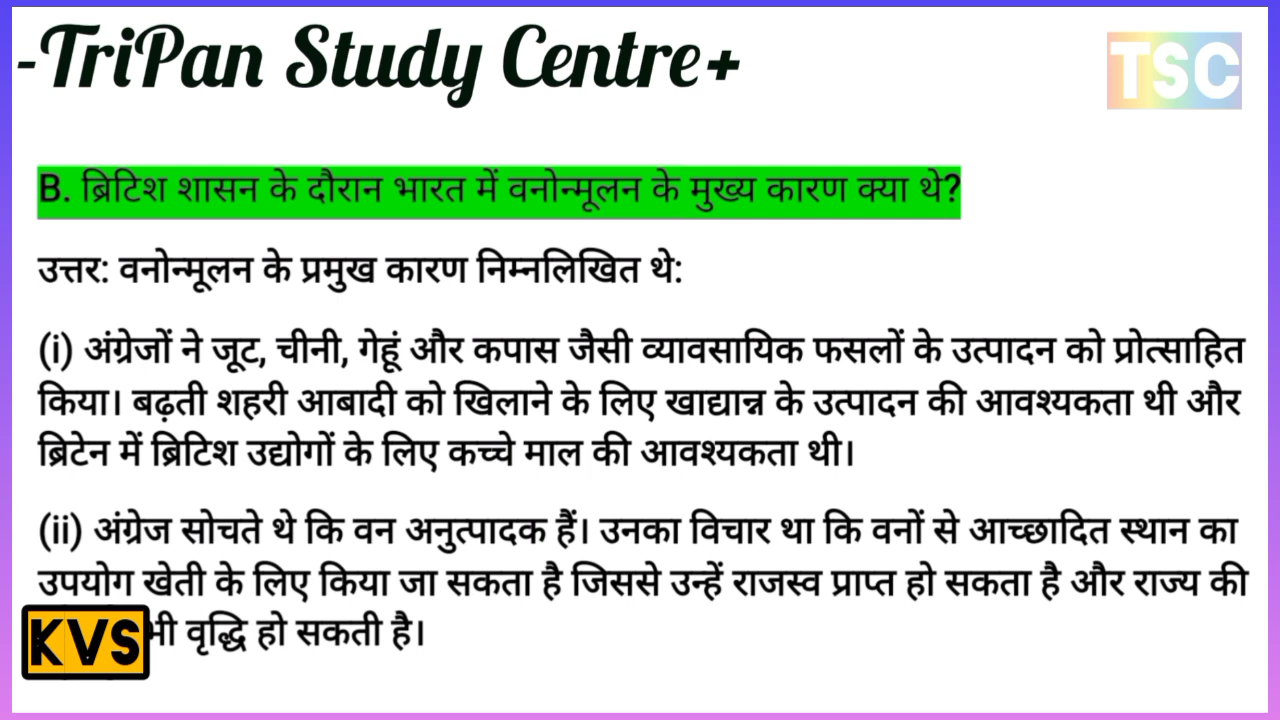 -TriPan Study Centre+
TSC
B. ब्रिटिश शासन के दौरान भारत में वनोन्मूलन के मुख्य कारण क्या थे?
उत्तर: वनोन्मूलन के प्रमुख कारण निम्नलिखित थे:
(i) अंग्रेजों ने जूट, चीनी, गेहूं और कपास जैसी व्यावसायिक फसलों के उत्पादन को प्रोत्साहित
किया। बढ़ती शहरी आबादी को खिलाने के लिए खाद्यान्न के उत्पादन की आवश्यकता थी और
ब्रिटेन में ब्रिटिश उद्योगों के लिए कच्चे माल की आवश्यकता थी।
(ii) अंग्रेज सोचते थे कि वन अनुत्पादक हैं। उनका विचार था कि वनों से आच्छादित स्थान का
उपयोग खेती के लिए किया जा सकता है जिससे उन्हें राजस्व प्राप्त हो सकता है और राज्य की
KVS वृद्धि हो सकती है।